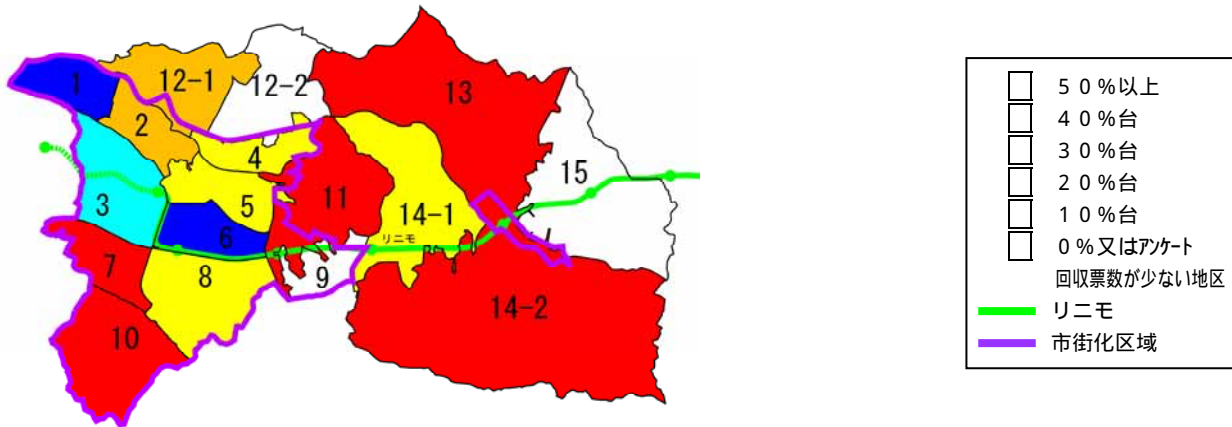 1
12-1
12-2
13
2
4
15
3
5
11
14-1
6
リニモ
7
8
9
14-2
10
５０%以上
４０%台
３０%台
２０%台
１０%台
０%又はｱﾝｹｰﾄ
回収票数が少ない地区
リニモ
市街化区域